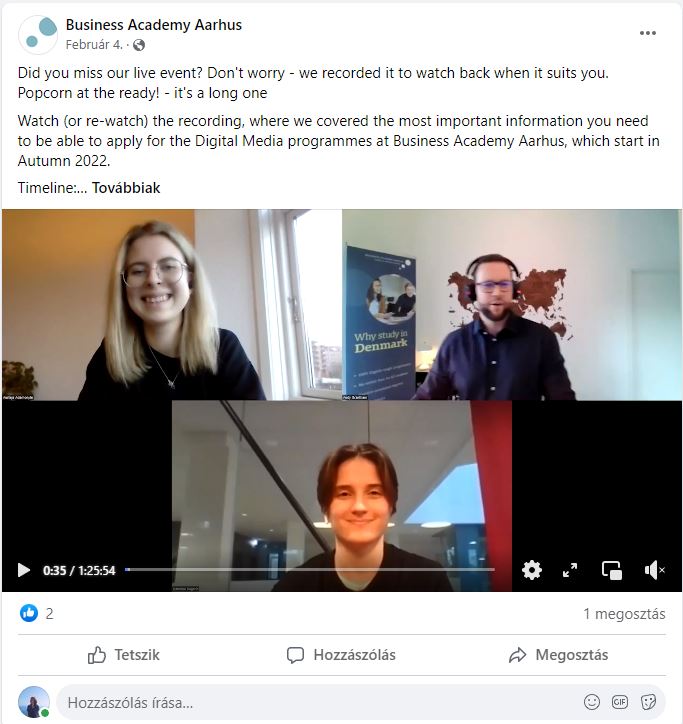 Business Academy Aarhus
Február 4. ·
Did you miss our live event? Don't worry - we recorded it to watch back when it suits you.
Popcorn at the ready! - it's a long one
Watch (or re-watch) the recording, where we covered the most important information you need
to be able to apply for the Digital Media programmes at Business Academy Aarhus, which start in
Autumn 2022.
Timeline:... Továbbiak
Why study in
Denmark
0:35 / 1:25:54
2
1 megosztás
Tetszik
Hozzászólás
Megosztás
Hozzászólás írása...
GIF